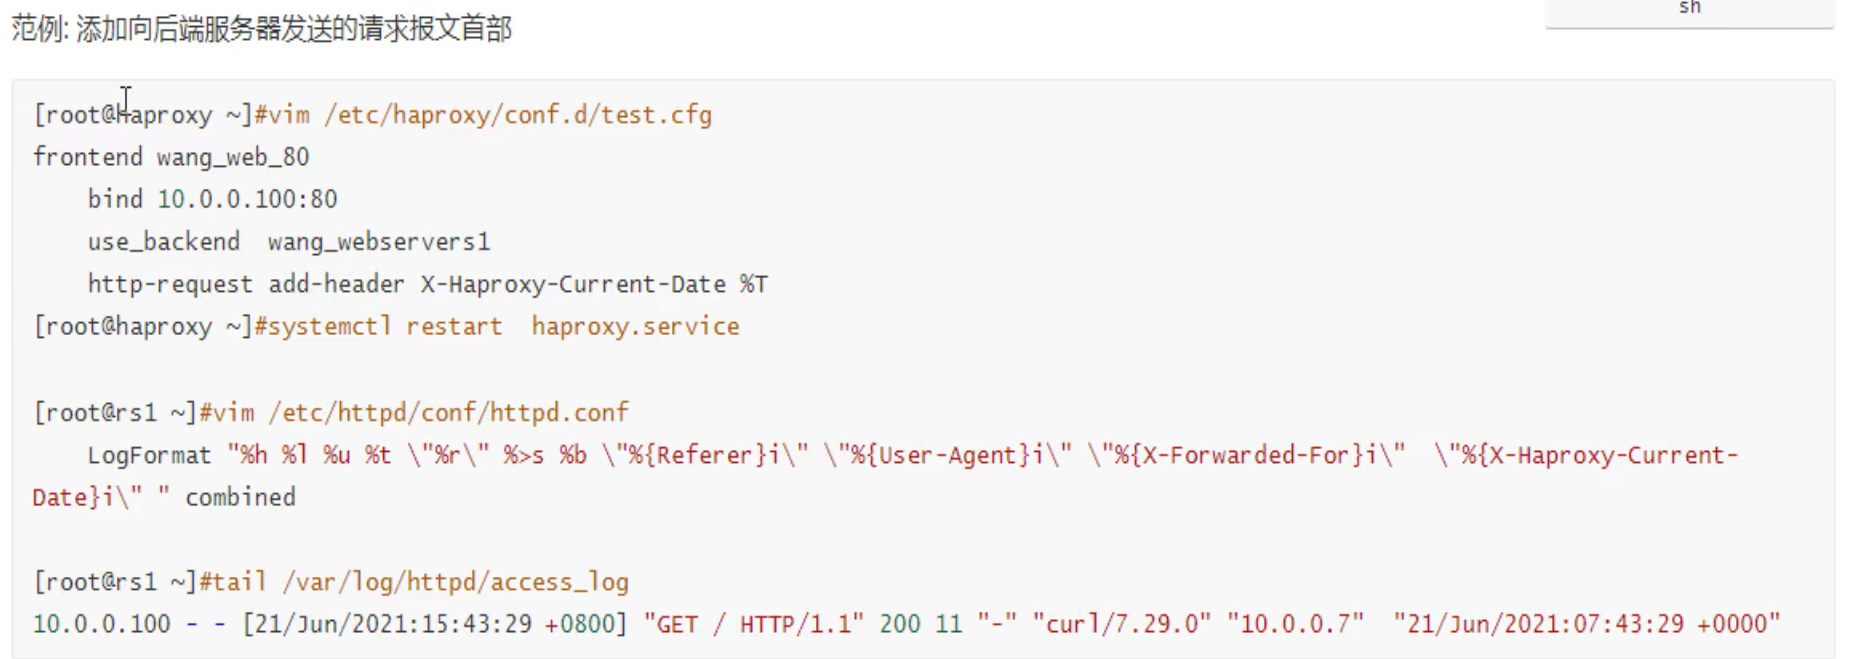 sh
范例: 添加向后端服务器发送的请求报文首部
[root@haproxy ~]#vim /etc/haproxy/conf.d/test.cfg
frontend wang_web_80
    bind 10.0.0.100:80
    use_backend  wang_webservers1
    http-request add-header X-Haproxy-Current-Date %T
[root@haproxy ~]#systemctl restart  haproxy.service
[root@rs1 ~]#vim /etc/httpd/conf/httpd.conf
    LogFormat "%h %l %u %t \"%r\" %>s %b \"%{Referer}i\" \"%{User-Agent}i\" \"%{X-Forwarded-For}i\"  \"%{X-Haproxy-Current-
Date}i\" " combined
[root@rs1 ~]#tail /var/log/httpd/access_log
10.0.0.100 - - [21/Jun/2021:15:43:29 +0800] "GET / HTTP/1.1" 200 11 "-" "curl/7.29.0" "10.0.0.7"  "21/Jun/2021:07:43:29 +0000"